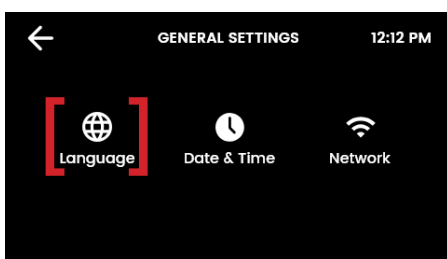 GENERAL SETTINGS 12:12 PM
Language Date & Time Network